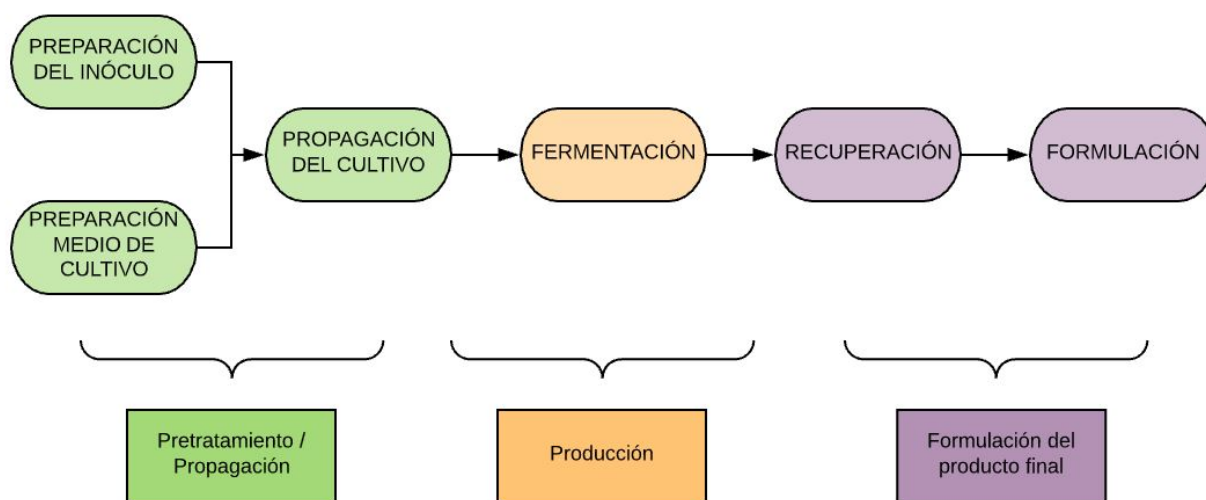 PREPARACIÓN
DEL INÓCULO
PREPARACIÓN
MEDIO DE
CULTIVO
PROPAGACIÓN
DEL CULTIVO
FERMENTACIÓN
RECUPERACIÓN
FORMULACIÓN
Pretratamiento /
Propagación
Producción
Formulación del
producto final